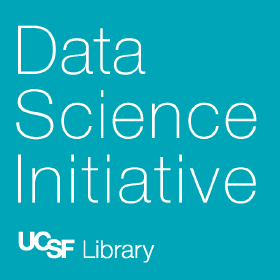 Data
Science
Initiative
UCSF Library